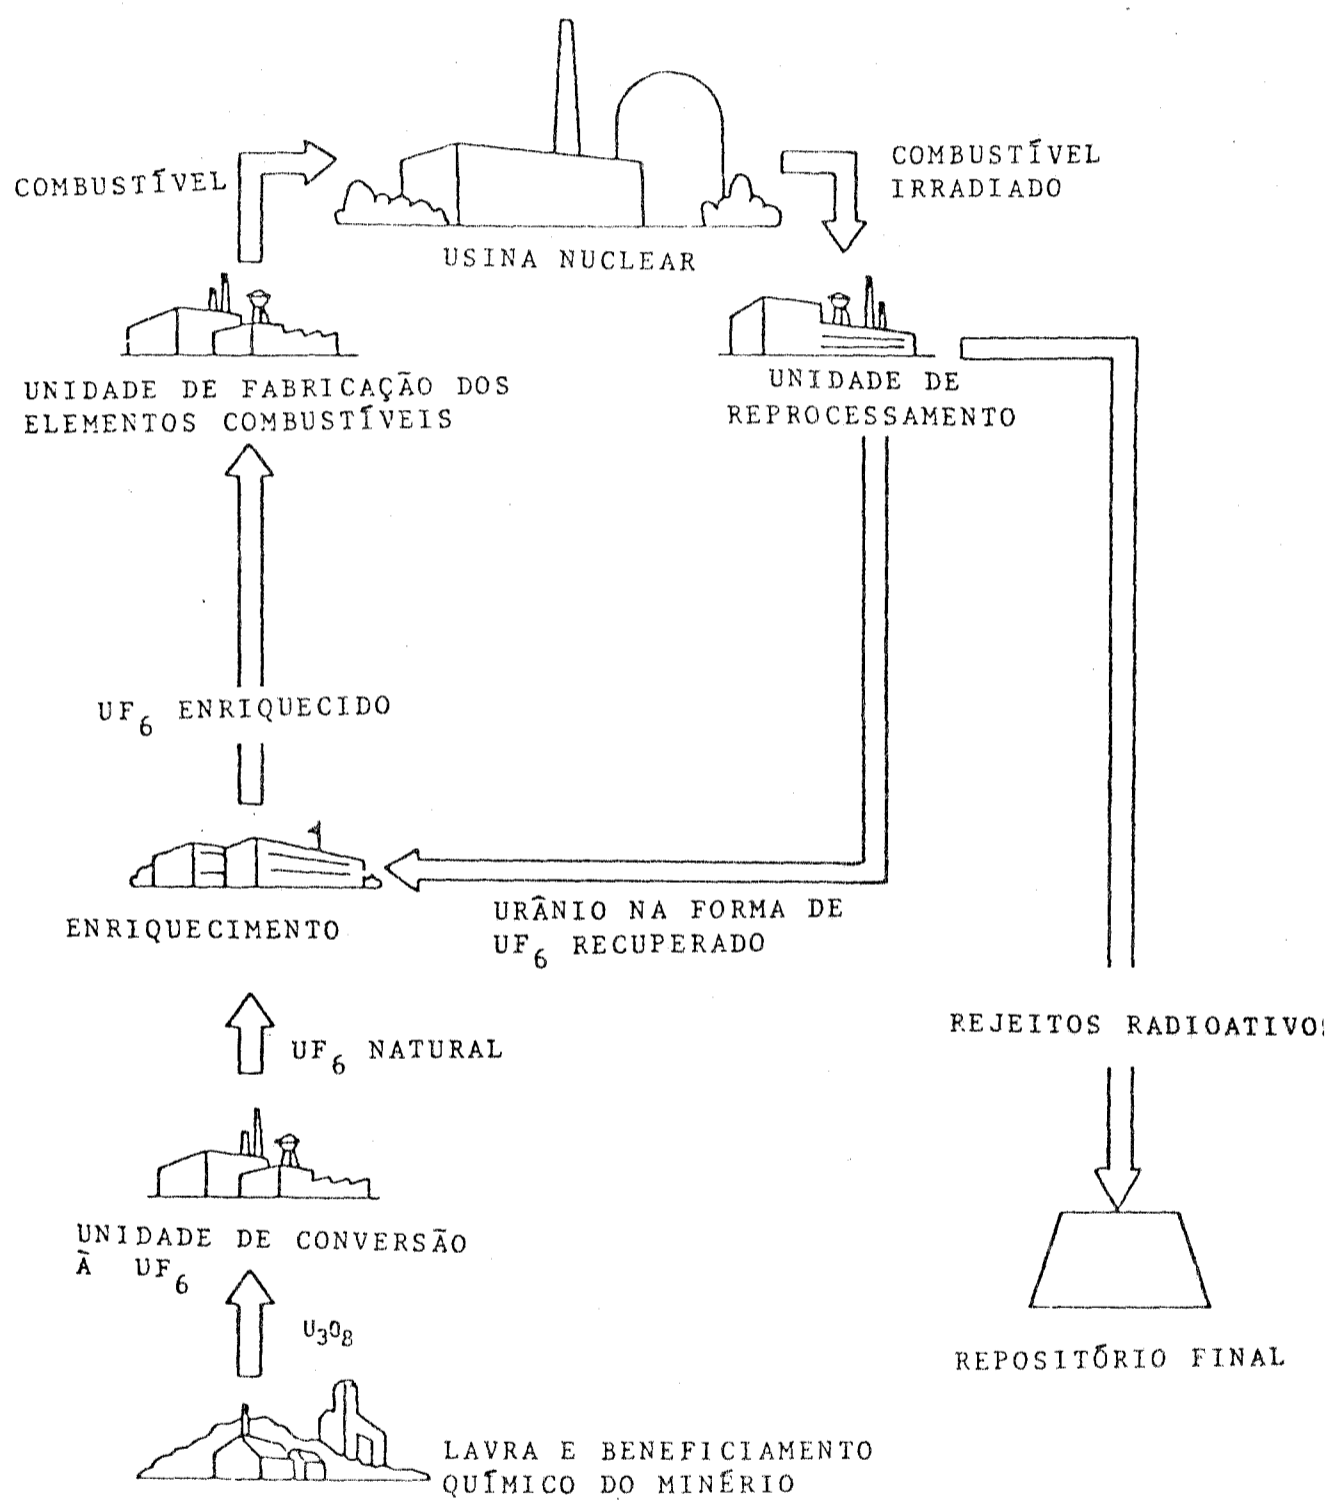 COMBUSTÍVEL
COMBUSTÍVEL
IRRADIADO
USINA NUCLEAR
UNIDADE DE FABRICAÇÃO DOS
ELEMENTOS COMBUSTÍVEIS
UNIDADE DE
REPROCESSAMENTO
UF6 ENRIQUECIDO
ENRIQUECIMENTO
URÂNIO NA FORMA DE
UF6 RECUPERADO
UF6 NATURAL
REJEITOS RADIOATIVOS
UNIDADE DE CONVERSÃO
À UF6
U3O8
REPOSITÓRIO FINAL
LAVRA E BENEFICIAMENTO
QUÍMICO DO MINÉRIO